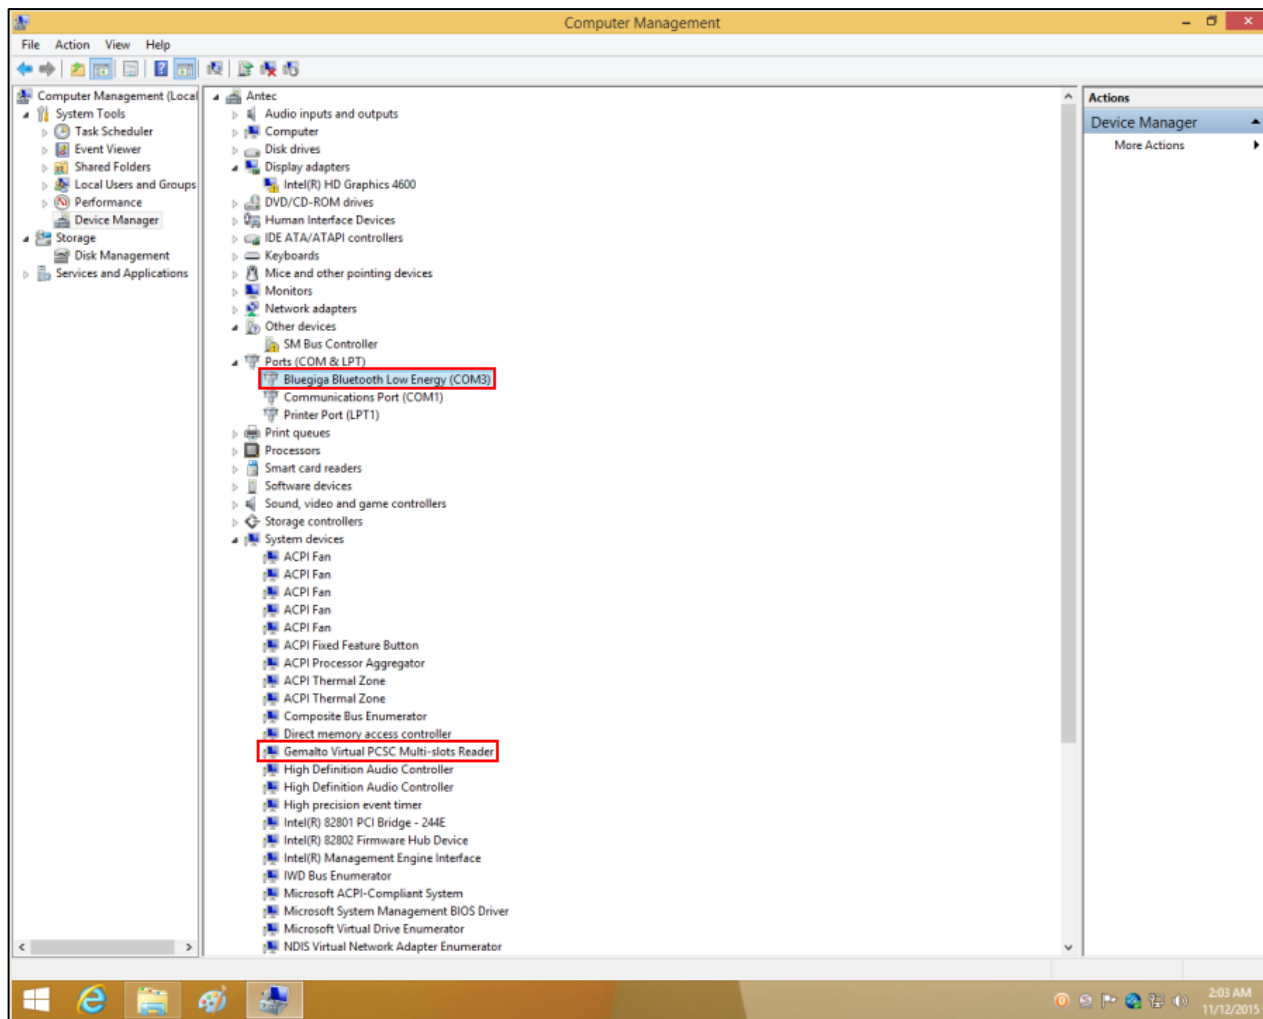 Computer Management
File Action View Help
Computer Management (Local
System Tools
Task Scheduler
Event Viewer
Shared Folders
Local Users and Groups
Performance
Device Manager
Storage
Disk Management
Services and Applications
Antec
Audio inputs and outputs
Computer
Disk drives
Display adapters
Intel(R) HD Graphics 4600
DVD/CD-ROM drives
Human Interface Devices
IDE ATA/ATAPI controllers
Keyboards
Mice and other pointing devices
Monitors
Network adapters
Other devices
SM Bus Controller
Ports (COM & LPT)
Bluegiga Bluetooth Low Energy (COM3)
Communications Port (COM1)
Printer Port (LPT1)
Print queues
Processors
Smart card readers
Software devices
Sound, video and game controllers
Storage controllers
System devices
ACPI Fan
ACPI Fan
ACPI Fan
ACPI Fan
ACPI Fan
ACPI Fixed Feature Button
ACPI Processor Aggregator
ACPI Thermal Zone
ACPI Thermal Zone
Composite Bus Enumerator
Direct memory access controller
Gemalto Virtual PCSC Multi-slots Reader
High Definition Audio Controller
High Definition Audio Controller
High precision event timer
Intel(R) 82801 PCI Bridge - 244E
Intel(R) 82802 Firmware Hub Device
Intel(R) Management Engine Interface
IWD Bus Enumerator
Microsoft ACPI-Compliant System
Microsoft System Management BIOS Driver
Microsoft Virtual Drive Enumerator
NDIS Virtual Network Adapter Enumerator
Actions
Device Manager
More Actions
2:03 AM
11/12/2015